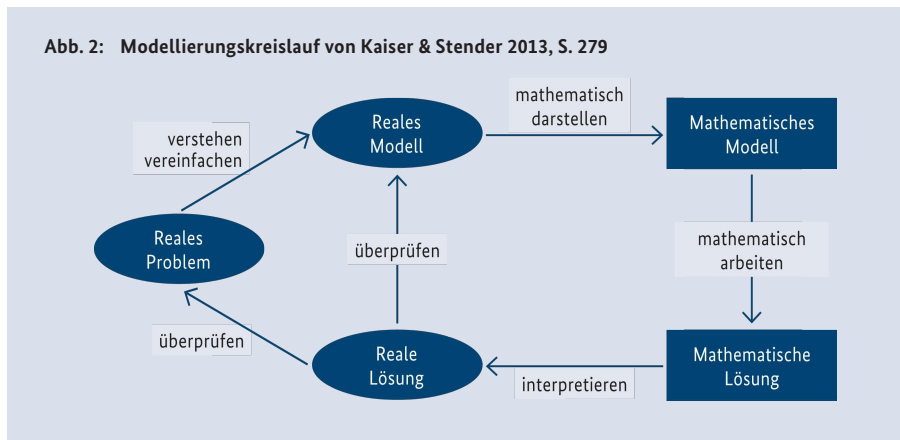 Abb. 2: Modellierungskreislauf von Kaiser & Stender 2013, S. 279
verstehen
vereinfachen
Reales
Modell
mathematisch
darstellen
Mathematisches
Modell
Reales
Problem
überprüfen
mathematisch
arbeiten
überprüfen
Reale
Lösung
interpretieren
Mathematische
Lösung